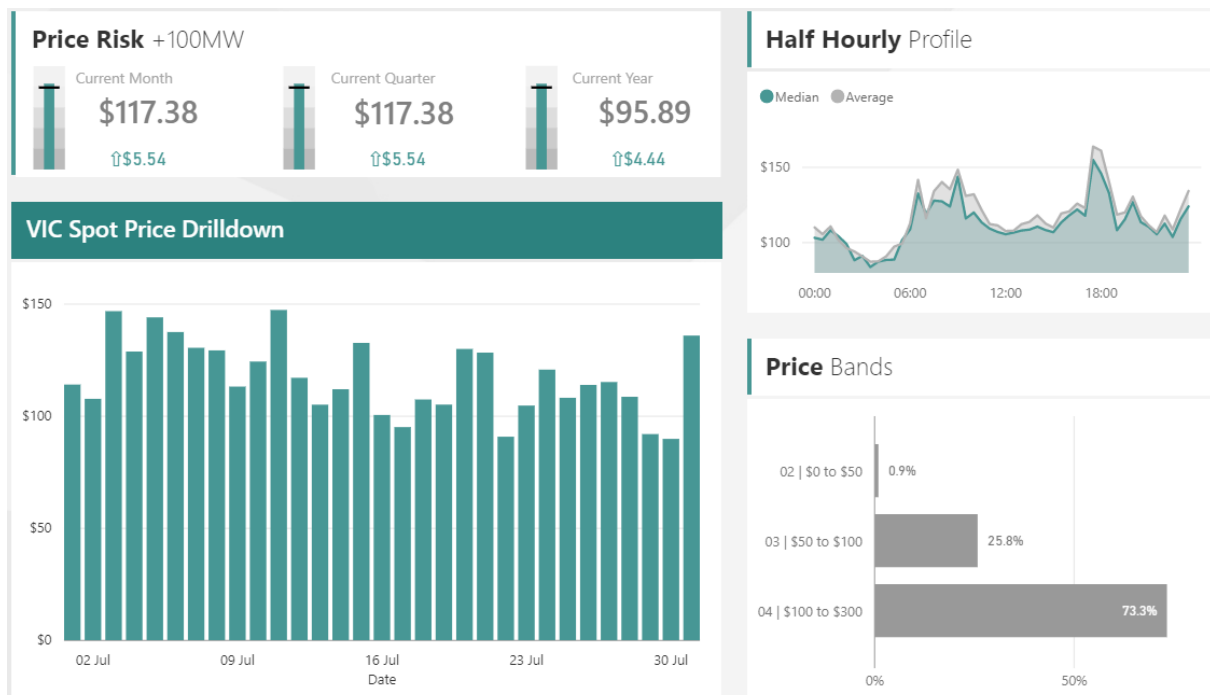 Price Risk +100MW
Current Month
$117.38
⇧$5.54
Current Quarter
$117.38
⇧$5.54
Current Year
$95.89
⇧$4.44
VIC Spot Price Drilldown
$150
$100
$50
$0
02 Jul 09 Jul 16 Jul 23 Jul 30 Jul
Date
Half Hourly Profile
Median Average
$150
$100
00:00 06:00 12:00 18:00
Price Bands
02 | $0 to $50 0.9%
03 | $50 to $100 25.8%
04 | $100 to $300 73.3%
0% 50%